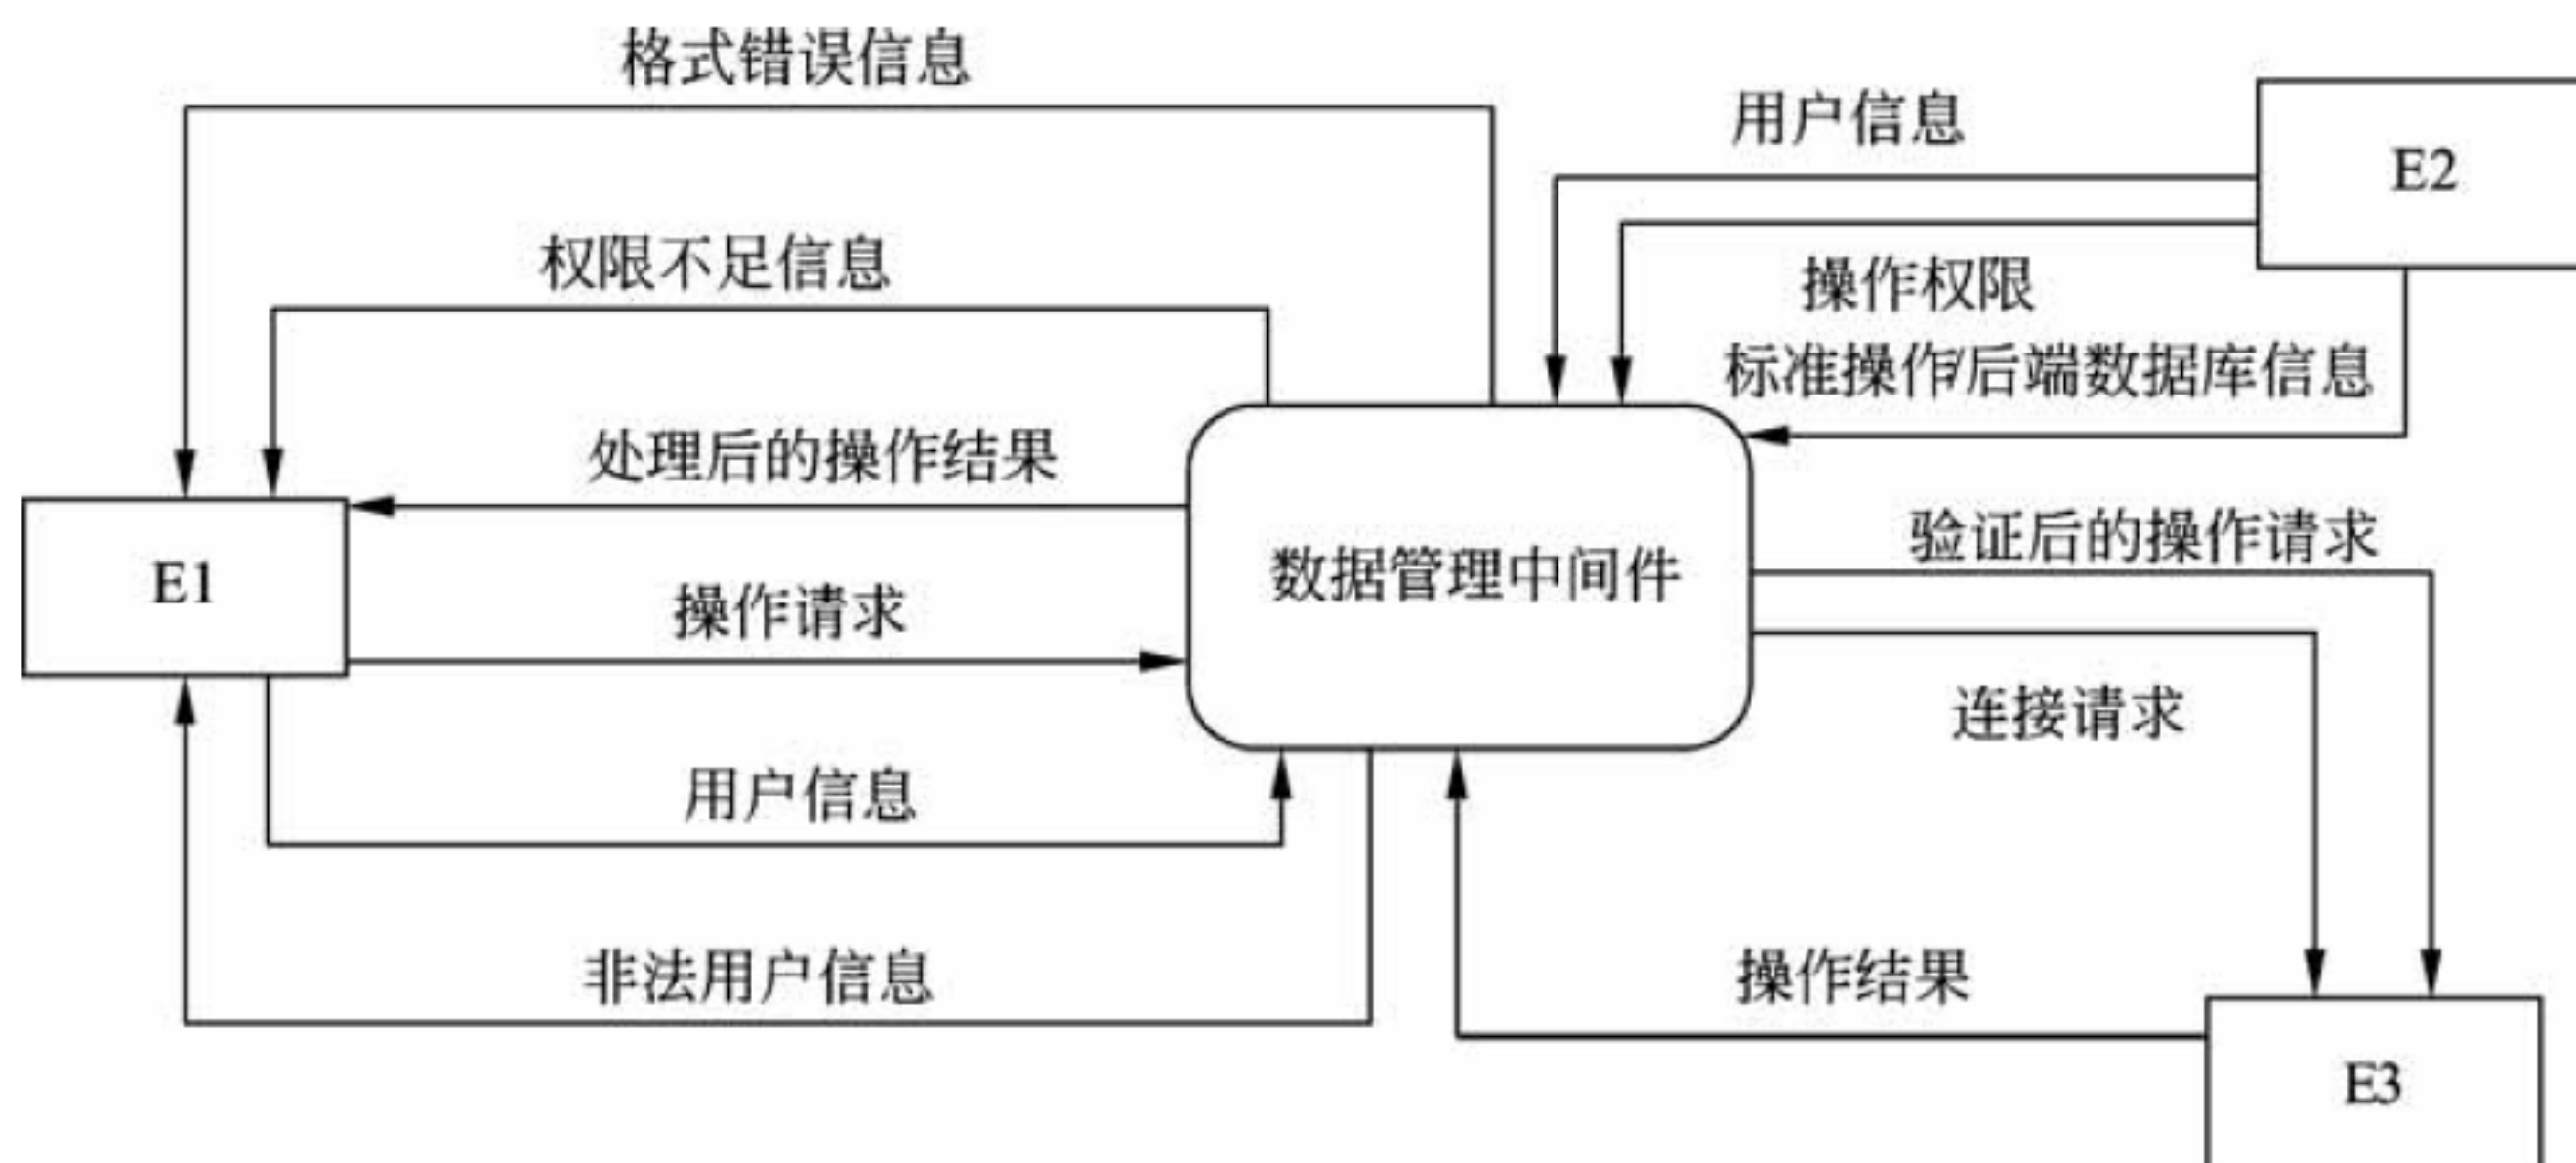 格式错误信息
用户信息
E2
权限不足信息
操作权限
标准操作/后端数据库信息
处理后的操作结果
验证后的操作请求
数据管理中间件
E1
操作请求
连接请求
用户信息
非法用户信息
操作结果
E3